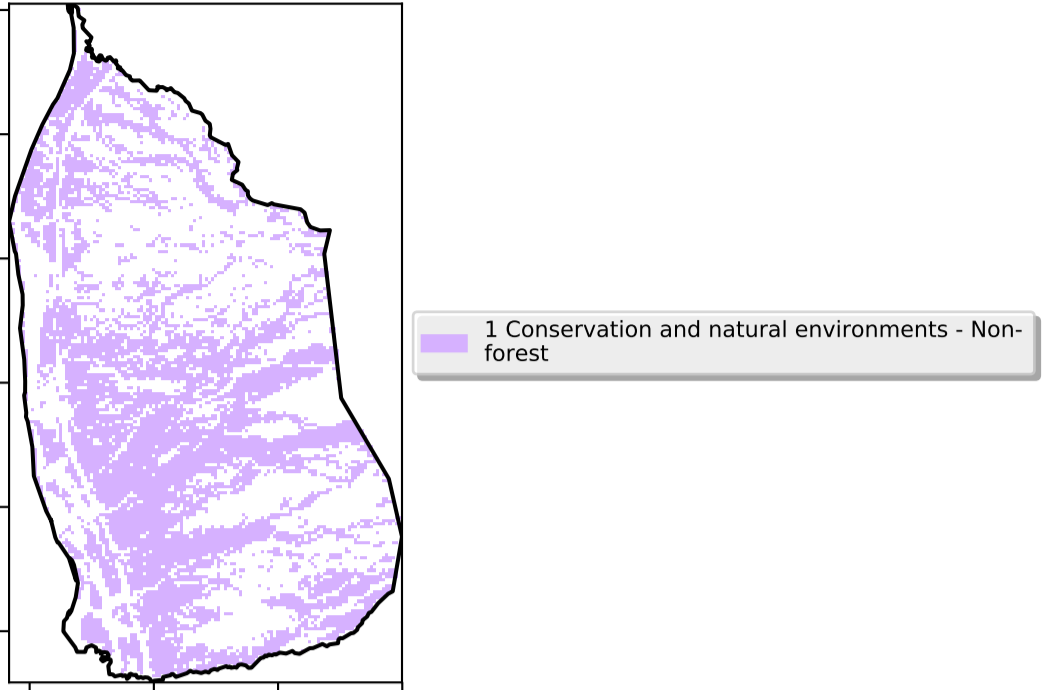 1 Conservation and natural environments - Non-
forest